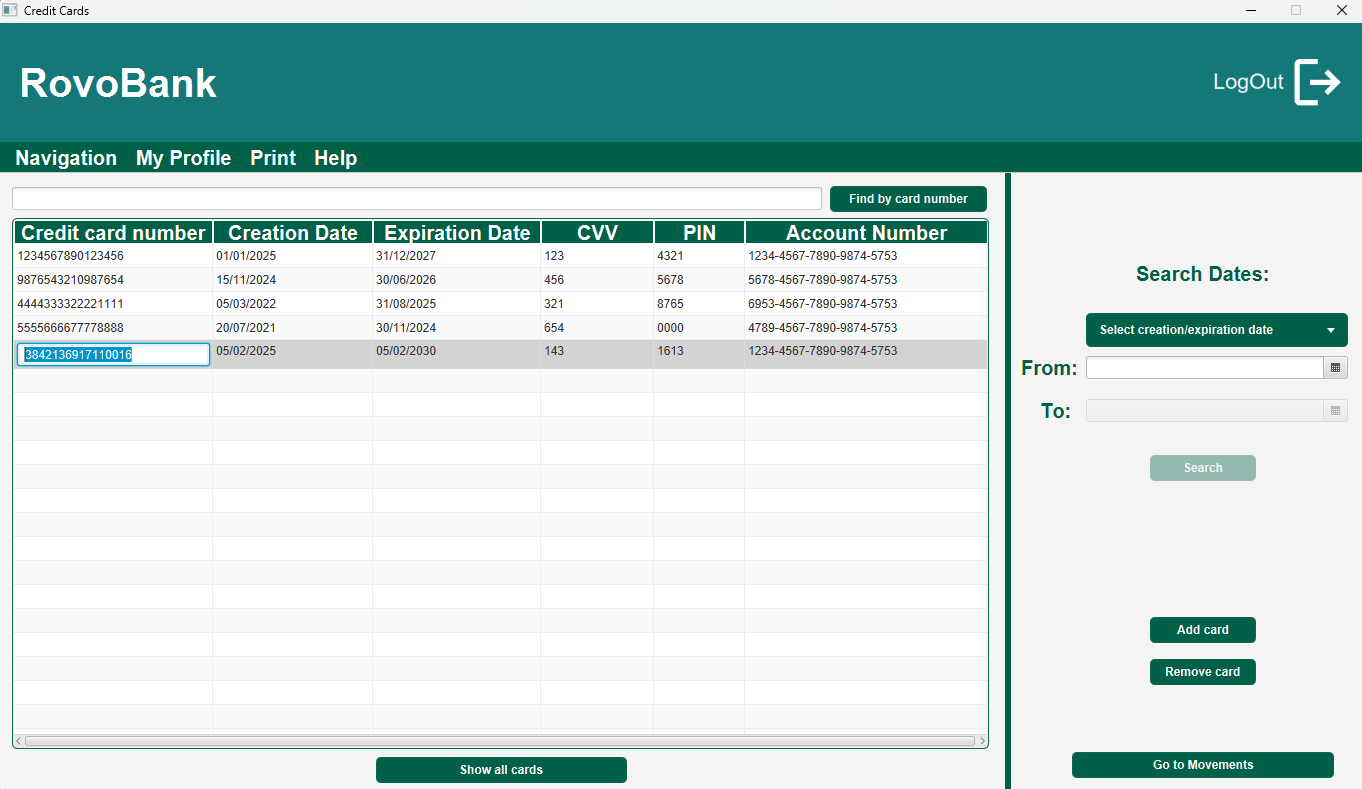 Credit Cards
RovoBank
LogOut
Navigation My Profile Print Help
Find by card number
Credit card number Creation Date Expiration Date CVV PIN Account Number
1234567890123456 01/01/2025 31/12/2027 123 4321 1234-4567-7890-9874-5753
9876543210987654 15/11/2024 30/06/2026 456 5678 5678-4567-7890-9874-5753
4444333322221111 05/03/2022 31/08/2025 321 8765 6953-4567-7890-9874-5753
5555666677778888 20/07/2021 30/11/2024 654 0000 4789-4567-7890-9874-5753
3842136917110016 05/02/2025 05/02/2030 143 1613 1234-4567-7890-9874-5753
Show all cards
Search Dates:
Select creation/expiration date
From:
To:
Search
Add card
Remove card
Go to Movements